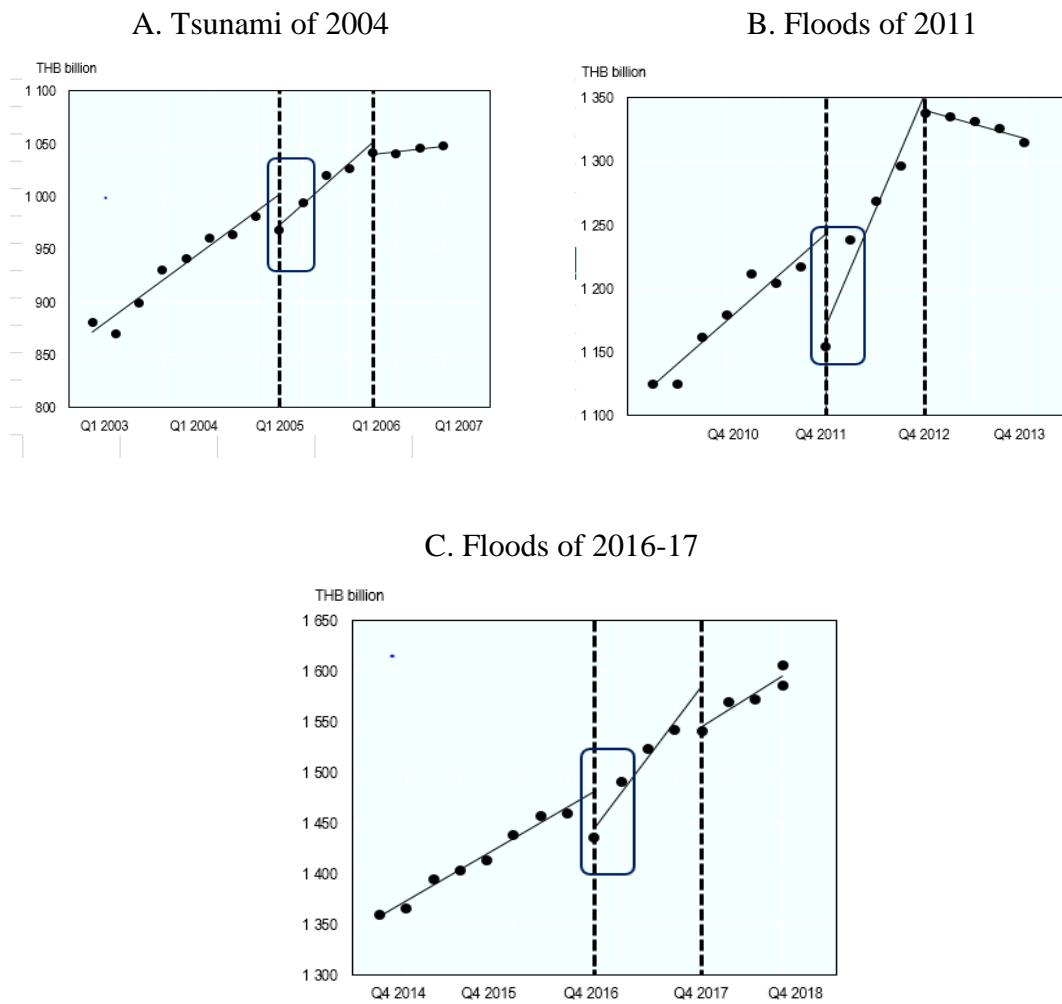 A. Tsunami of 2004
THB billion
1 100
1 050
1 000
950
900
850
800
Q1 2003 Q1 2004 Q1 2005 Q1 2006 Q1 2007
B. Floods of 2011
THB billion
1 350
1 300
1 250
1 200
1 150
1 100
Q4 2010 Q4 2011 Q4 2012 Q4 2013
C. Floods of 2016-17
THB billion
1 650
1 600
1 550
1 500
1 450
1 400
1 350
1 300
Q4 2014 Q4 2015 Q4 2016 Q4 2017 Q4 2018